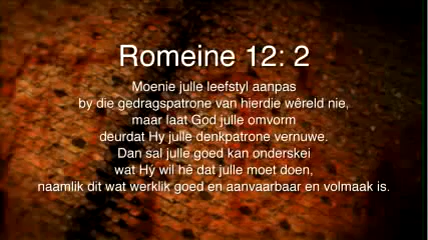 Romeine 12: 2
Moenie julle leefstyl aanpas
by die gedragspatrone van hierdie wêreld nie,
maar laat God julle omvorm
deurdat Hy julle denkpatrone vernuwe.
Dan sal julle goed kan onderskei
wat Hý wil hê dat julle moet doen,
naamlik dit wat werklik goed en aanvaarbaar en volmaak is.